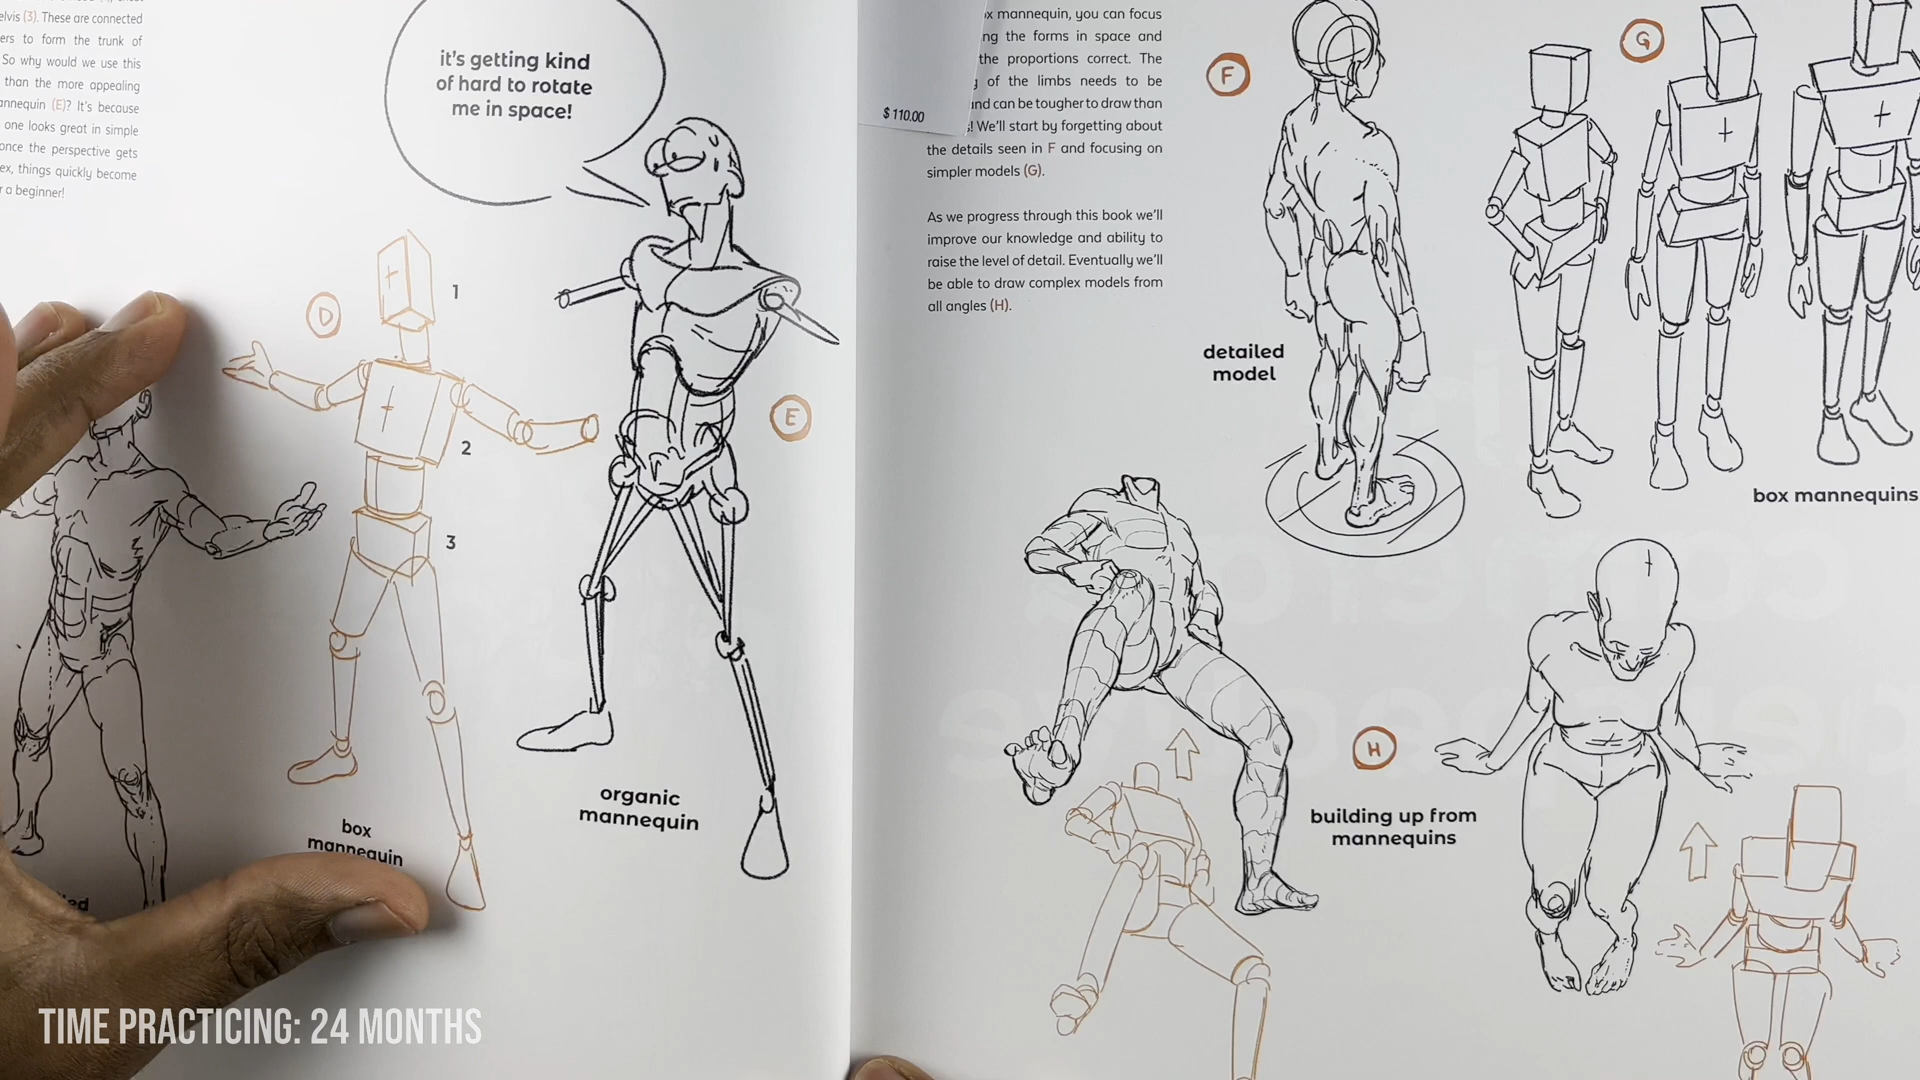 elvis (3). These are connected
ers to form the trunk of
So why would we use this
than the more appealing
annequin (E)? It's because
one looks great in simple
once the perspective gets
ex, things quickly become
r a beginner!
it's getting kind
of hard to rotate
me in space!
D
1
2
3
E
box
mannequin
organic
mannequin
ed
TIME PRACTICING: 24 MONTHS
$110.00
ox mannequin, you can focus
ng the forms in space and
the proportions correct. The
g of the limbs needs to be
and can be tougher to draw than
s! We'll start by forgetting about
the details seen in F and focusing on
simpler models (G).
As we progress through this book we'll
improve our knowledge and ability to
raise the level of detail. Eventually we'll
be able to draw complex models from
all angles (H).
F
detailed
model
G
box mannequins
H
building up from
mannequins